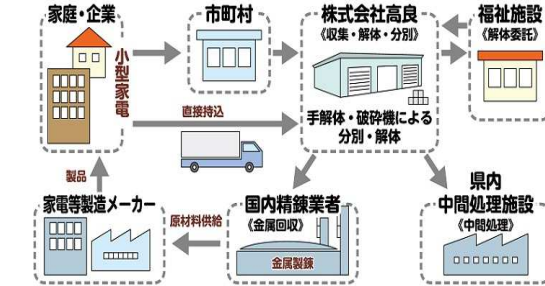 家庭・企業
小型家電
市町村
株式会社高良
《収集・解体・分別》
手解体・破砕機による
分別・解体
福祉施設
《解体委託》
直接持込
製品
家電等製造メーカー
原材料供給
国内精錬業者
《金属回収》
金属製錬
県内
中間処理施設
《中間処理》